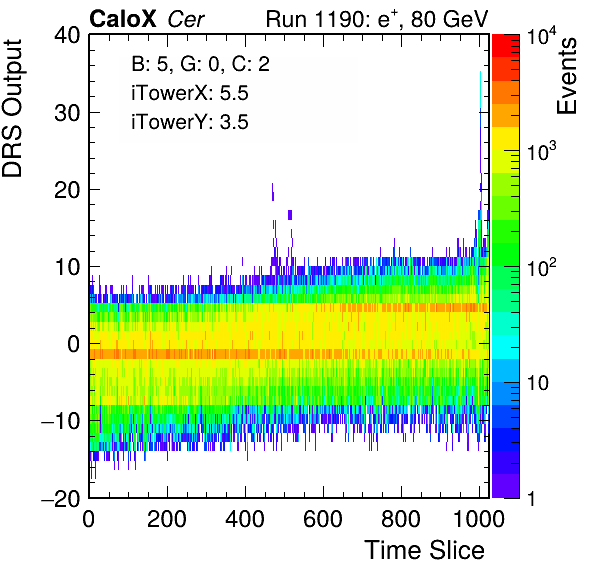 CaloX Cer Run 1190: e+, 80 GeV
B: 5, G: 0, C: 2
iTowerX: 5.5
iTowerY: 3.5
DRS Output
40
30
20
10
0
−10
−20
0 200 400 600 800 1000
Time Slice
Events
10^4
10^3
10^2
10
1